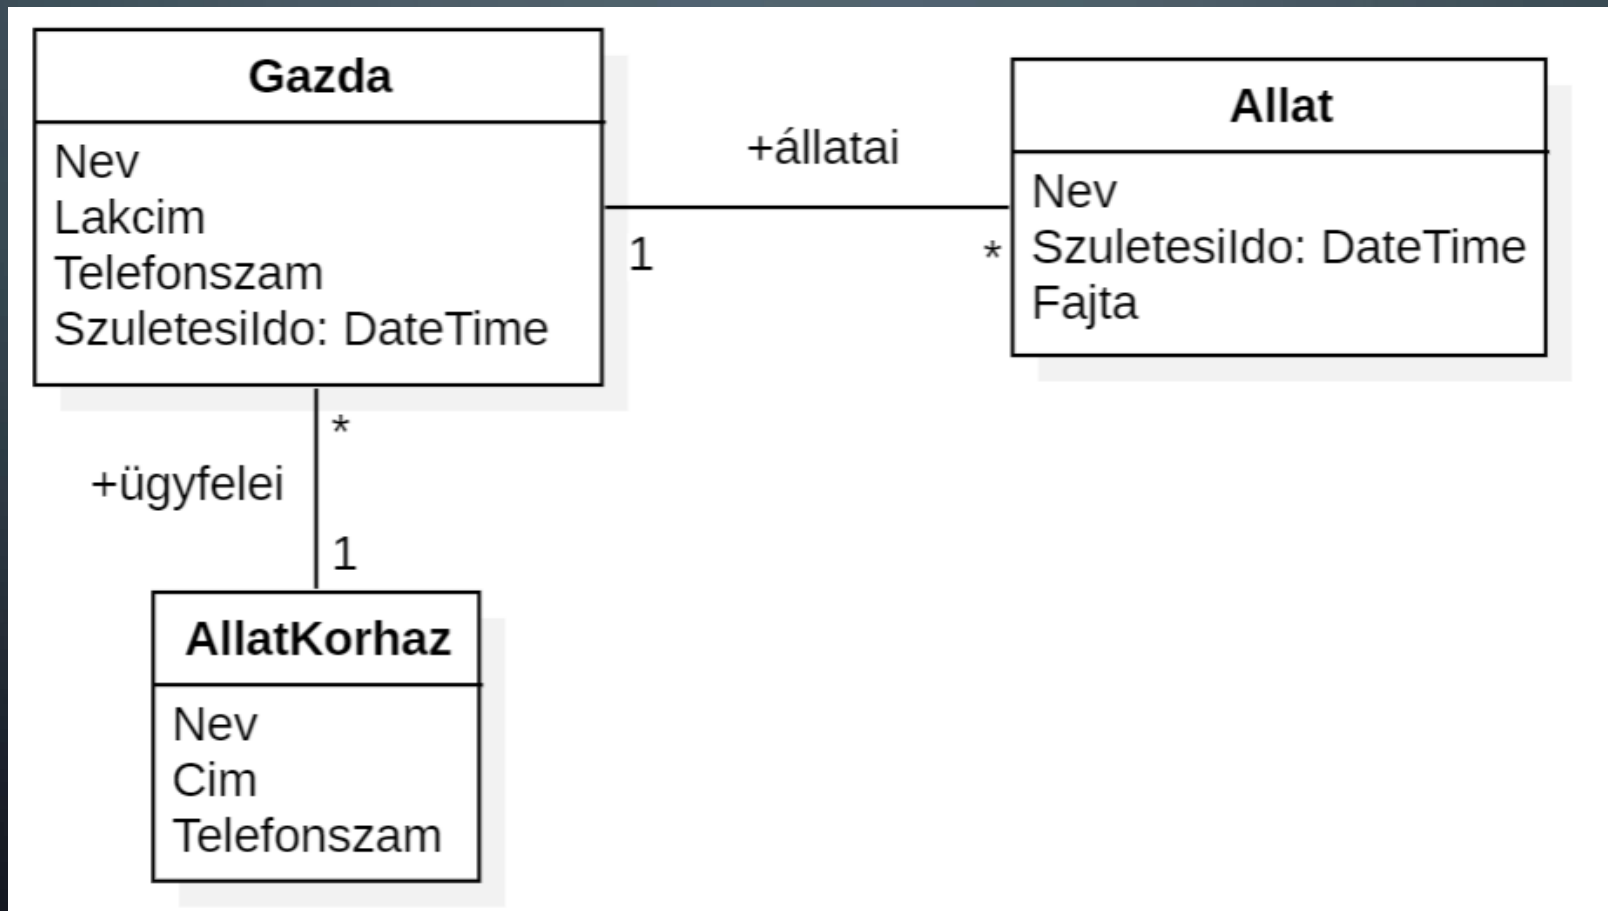 Gazda
Nev
Lakcim
Telefonszam
SzuletesiIdo: DateTime
+állatai
1
*
Allat
Nev
SzuletesiIdo: DateTime
Fajta
*
+ügyfelei
1
AllatKorhaz
Nev
Cim
Telefonszam